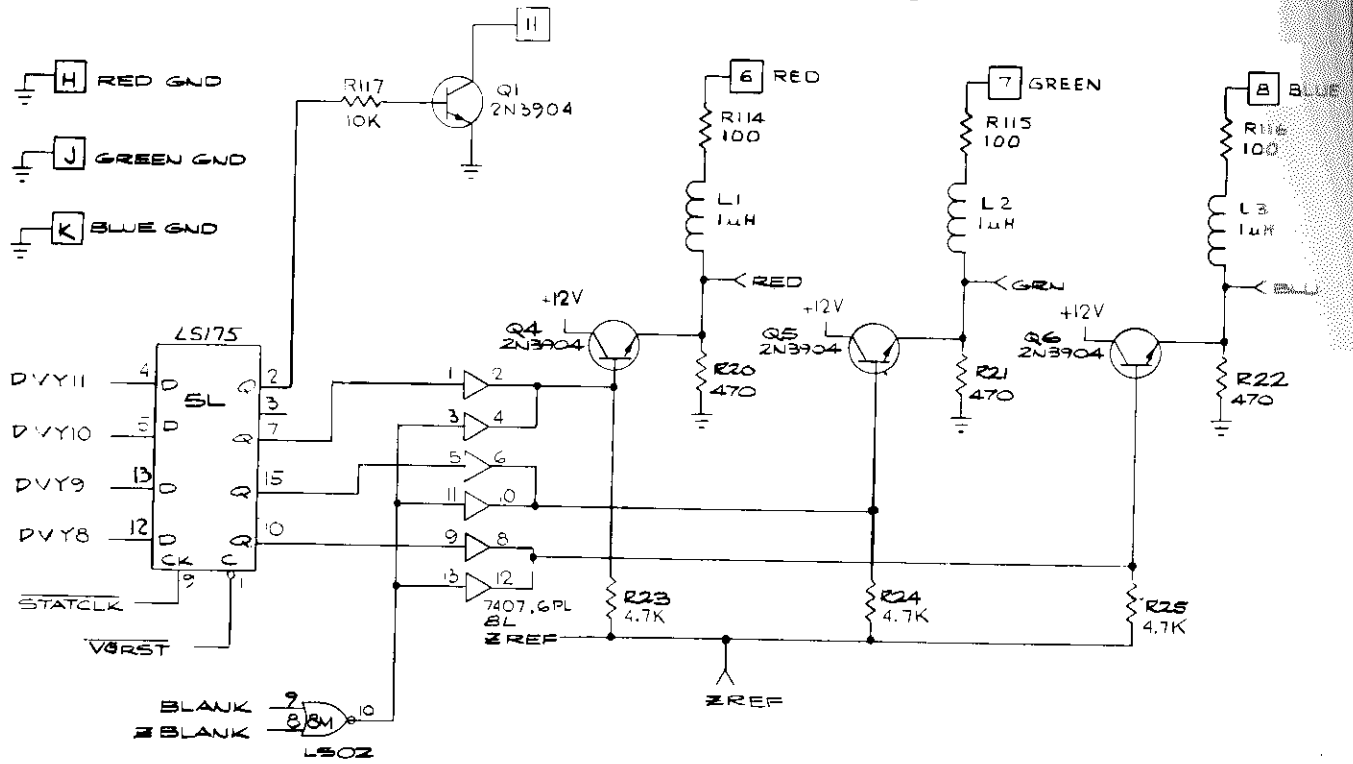 11
H RED GND
R117
10K
Q1
2N3904
6 RED
7 GREEN
8 BLUE
R114
100
R115
100
R116
100
J GREEN GND
K BLUE GND
L1
1uH
L2
1uH
L3
1uH
RED
GRN
BLU
+12V
+12V
+12V
Q4
2N3904
Q5
2N3904
Q6
2N3904
R20
470
R21
470
R22
470
LS175
5L
DVY11 4 D Q 2
3
DVY10 5 D Q 7
DVY9 13 D Q 15
DVY8 12 D Q 10
CK C
9 1
STATCLK
VGRST
1 2
3 4
5 6
11 10
9 8
13 12
7407, 6PL
8L
ZREF
R23
4.7K
R24
4.7K
R25
4.7K
ZREF
BLANK 9
Z BLANK 8 8M 10
LS02